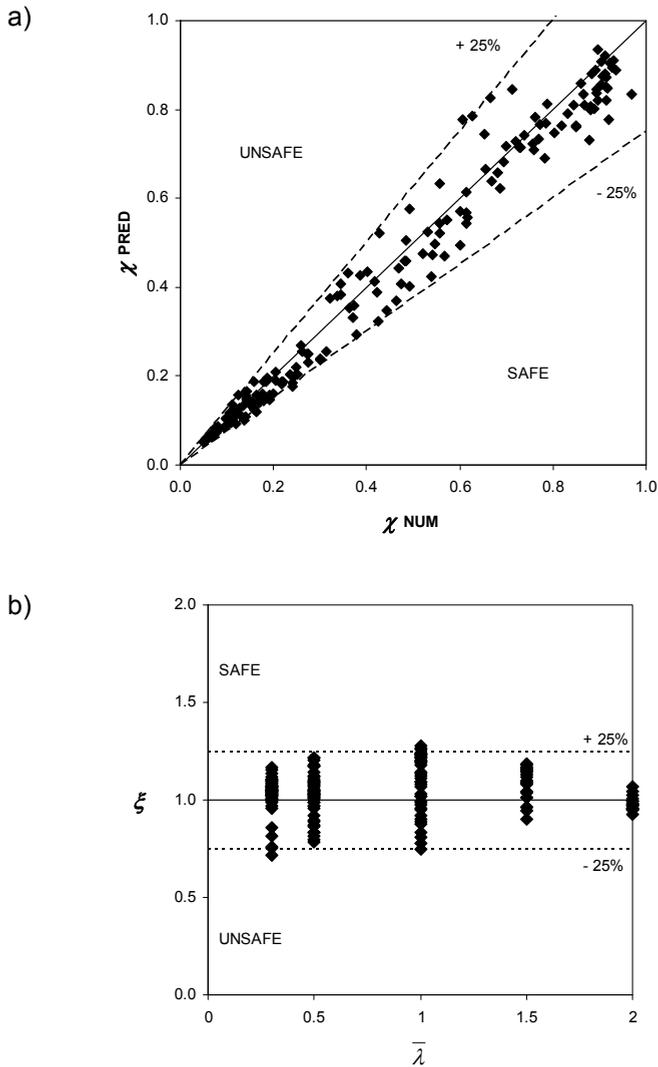 a)
1.0
+ 25%
0.8
UNSAFE
0.6
- 25%
χ PRED
0.4
SAFE
0.2
0.0
0.0 0.2 0.4 0.6 0.8 1.0
χ NUM
b)
2.0
SAFE
1.5
+ 25%
ξ 1.0
- 25%
0.5
UNSAFE
0.0
0 0.5 1 1.5 2
λ̅